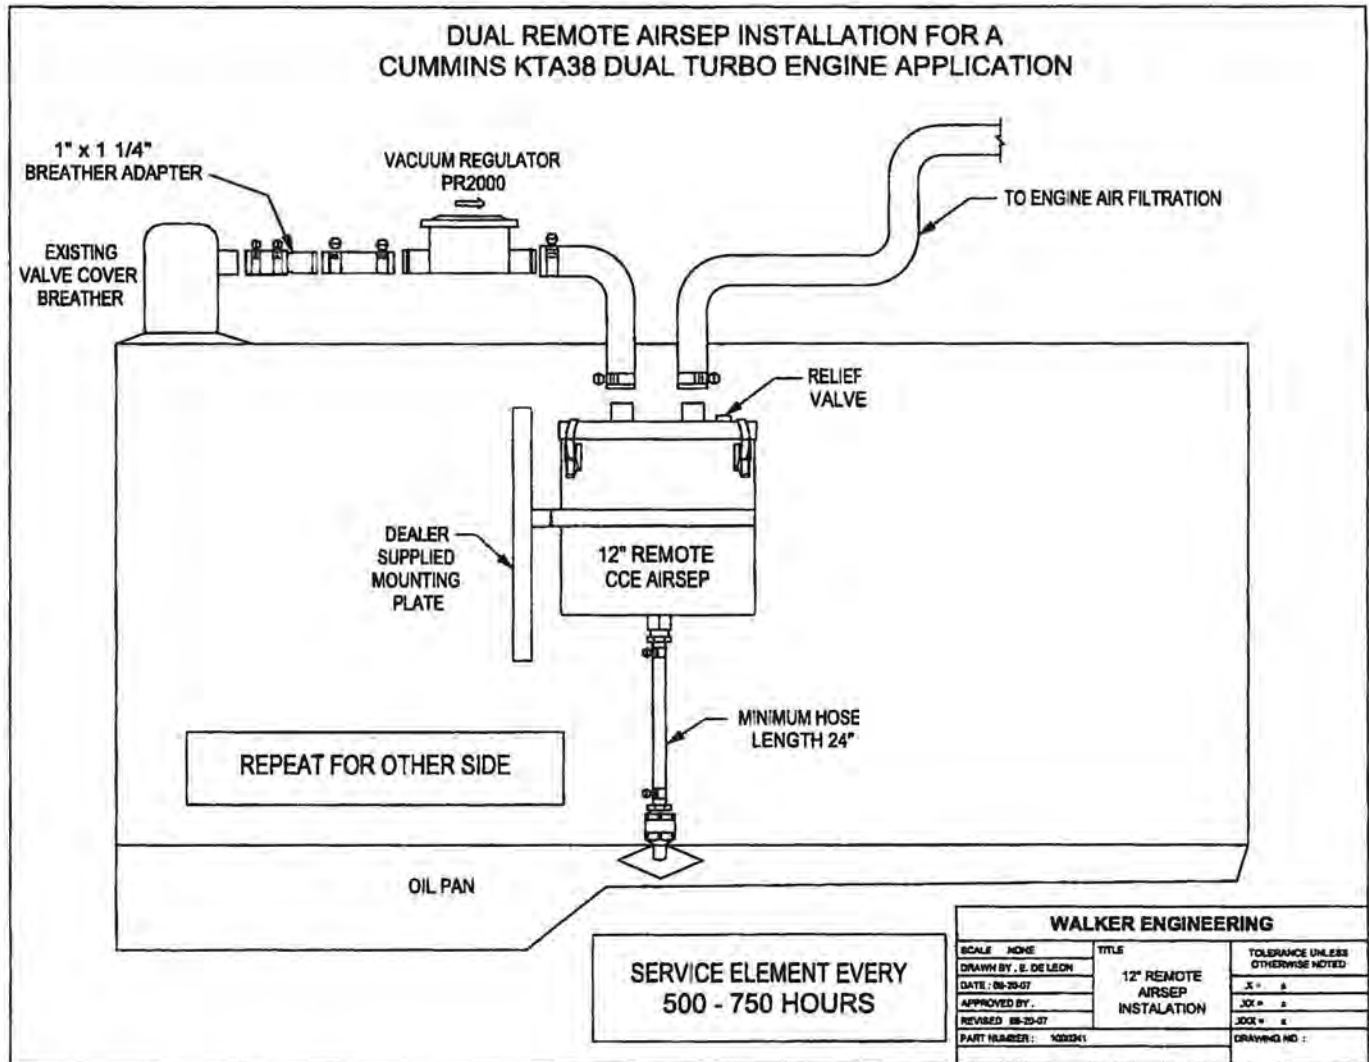 DUAL REMOTE AIRSEP INSTALLATION FOR A
CUMMINS KTA38 DUAL TURBO ENGINE APPLICATION
1" x 1 1/4"
BREATHER ADAPTER
VACUUM REGULATOR
PR2000
TO ENGINE AIR FILTRATION
EXISTING
VALVE COVER
BREATHER
RELIEF
VALVE
DEALER
SUPPLIED
MOUNTING
PLATE
12" REMOTE
CCE AIRSEP
MINIMUM HOSE
LENGTH 24"
REPEAT FOR OTHER SIDE
OIL PAN
SERVICE ELEMENT EVERY
500 - 750 HOURS
WALKER ENGINEERING
SCALE NONE
DRAWN BY . E. DE LEON
DATE :
APPROVED BY .
REVISED
PART NUMBER :
TITLE
12" REMOTE
AIRSEP
INSTALATION
TOLERANCE UNLESS
OTHERWISE NOTED
.X = ±
.XX = ±
.XXX = ±
DRAWING NO :